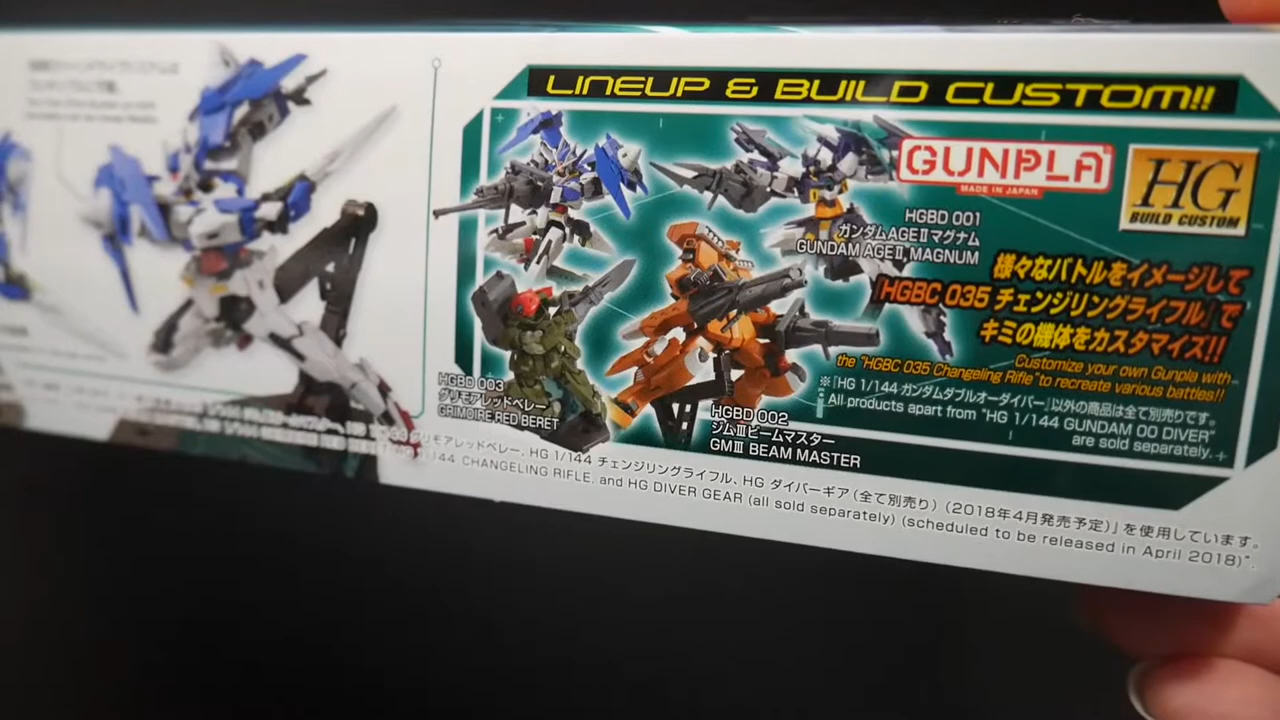 LINEUP & BUILD CUSTOM!!
GUNPLA
MADE IN JAPAN
HG
BUILD CUSTOM
HGBD 001
ガンダムAGEⅡマグナム
GUNDAM AGEⅡ MAGNUM
様々なバトルをイメージして
「HGBC 035 チェンジリングライフル」で
キミの機体をカスタマイズ!!
Customize your own Gunpla with
the "HGBC 035 Changeling Rifle" to recreate various battles!!
※「HG 1/144 ガンダムダブルオーダイバー」以外の商品は全て別売りです。
All products apart from "HG 1/144 GUNDAM 00 DIVER"
are sold separately.
HGBD 003
グリモアレッドベレー
GRIMOIRE RED BERET
HGBD 002
ジムⅢビームマスター
GMⅢ BEAM MASTER
グリモアレッドベレー、HG 1/144 チェンジリングライフル、HG ダイバーギア(全て別売り)(2018年4月発売予定)」を使用しています。
CHANGELING RIFLE, and HG DIVER GEAR (all sold separately) (scheduled to be released in April 2018)".